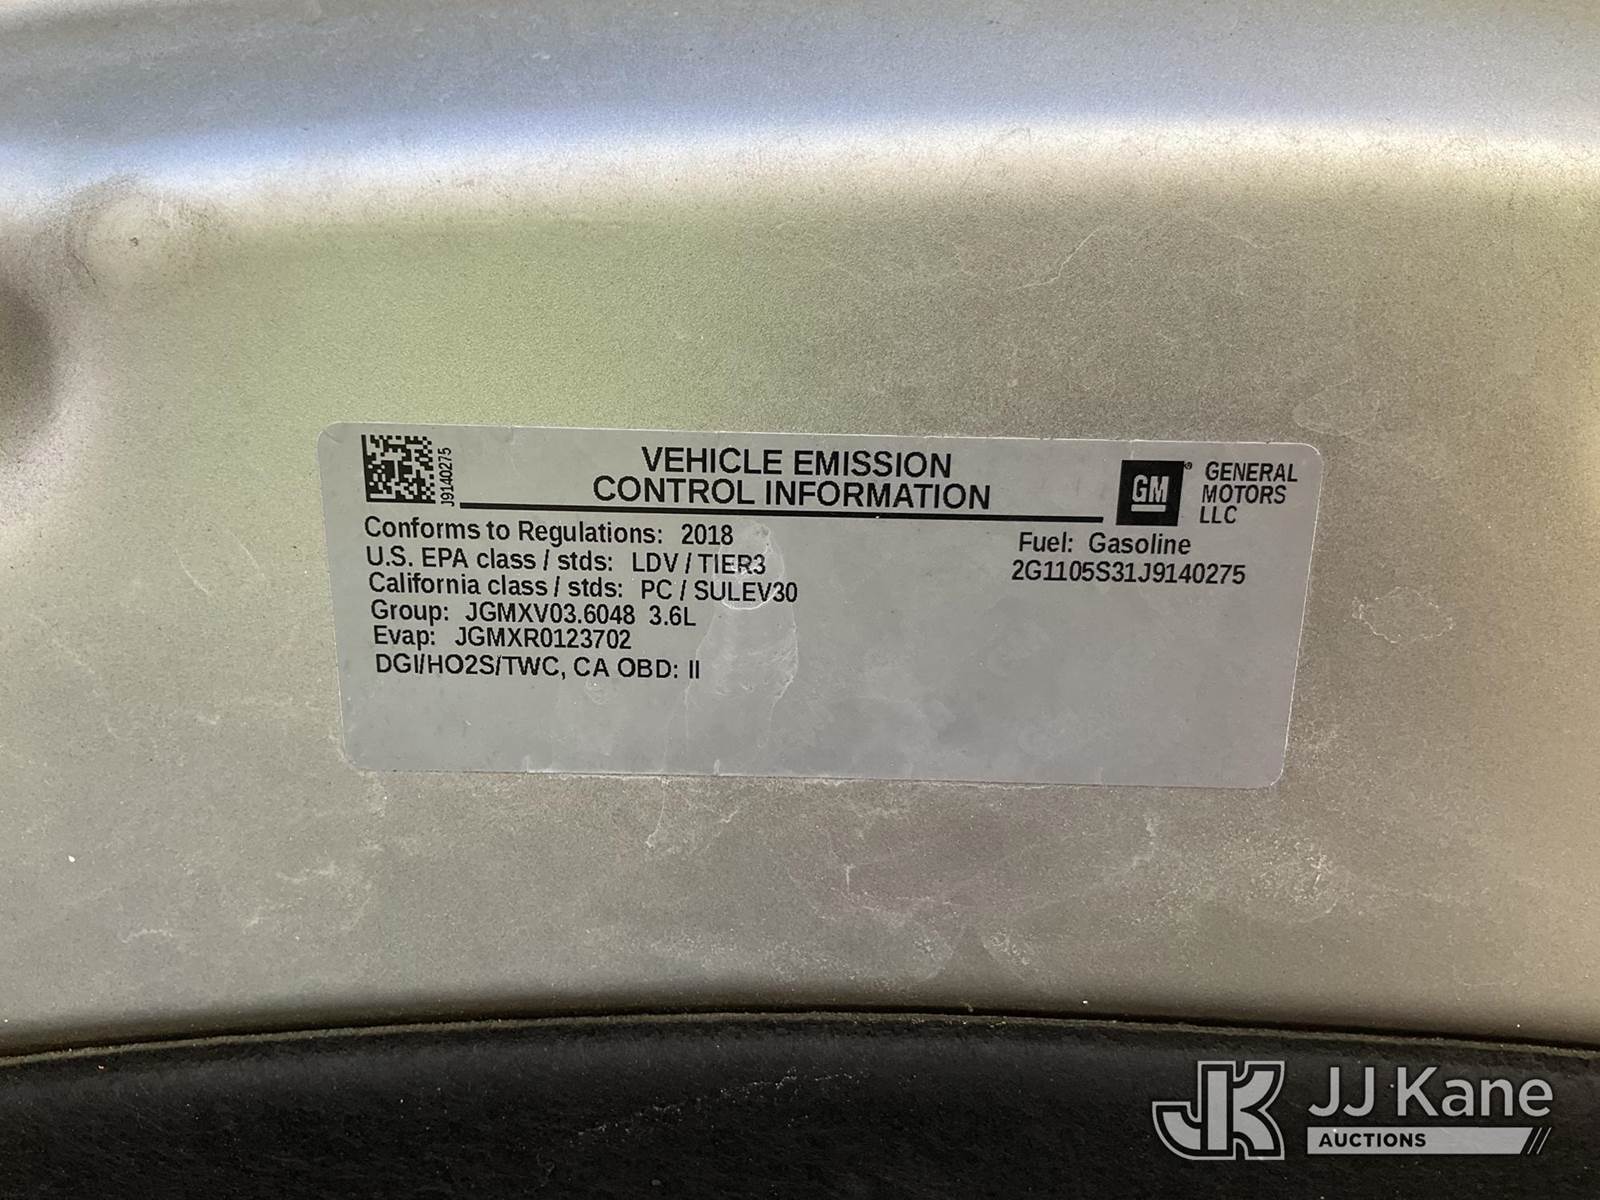 J9140275
VEHICLE EMISSION
CONTROL INFORMATION
GM
®
GENERAL
MOTORS
LLC
Conforms to Regulations: 2018
U.S. EPA class / stds: LDV / TIER3
California class / stds: PC / SULEV30
Group: JGMXV03.6048 3.6L
Evap: JGMXR0123702
DGI/HO2S/TWC, CA OBD: II
Fuel: Gasoline
2G1105S31J9140275
JK JJ Kane
AUCTIONS